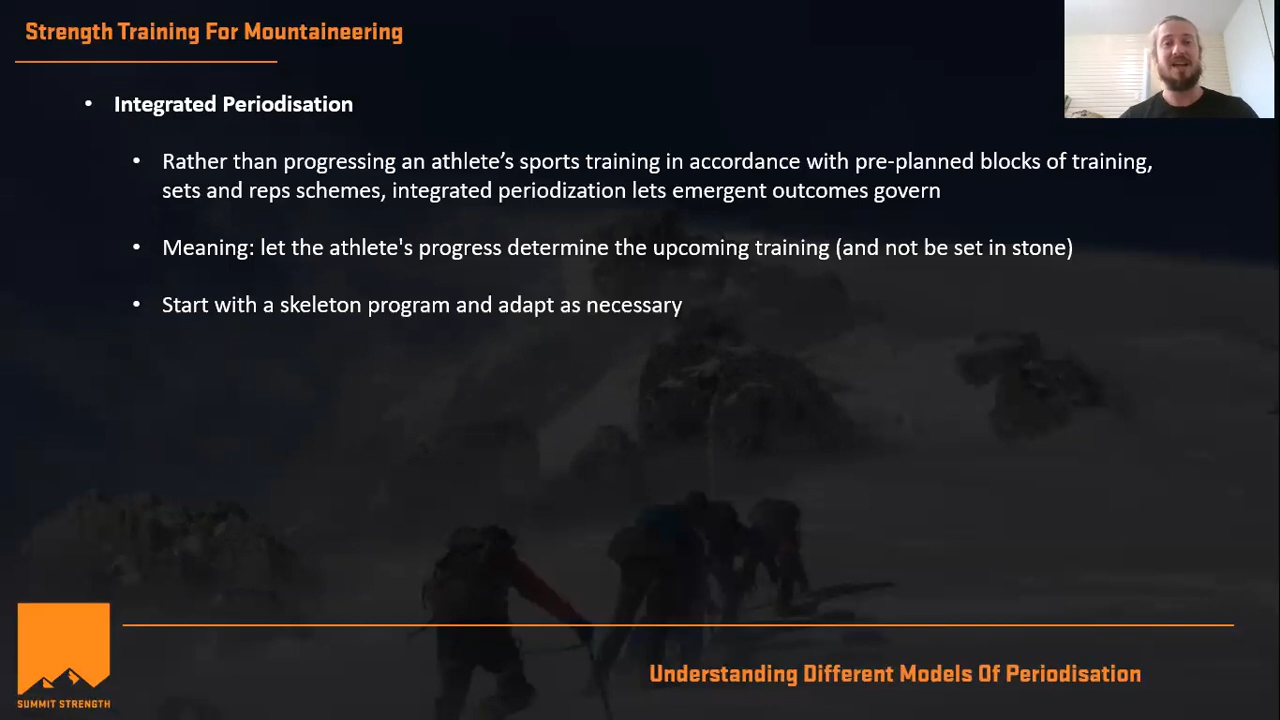 Strength Training For Mountaineering
• Integrated Periodisation
• Rather than progressing an athlete’s sports training in accordance with pre-planned blocks of training,
sets and reps schemes, integrated periodization lets emergent outcomes govern
• Meaning: let the athlete's progress determine the upcoming training (and not be set in stone)
• Start with a skeleton program and adapt as necessary
SUMMIT STRENGTH
Understanding Different Models Of Periodisation